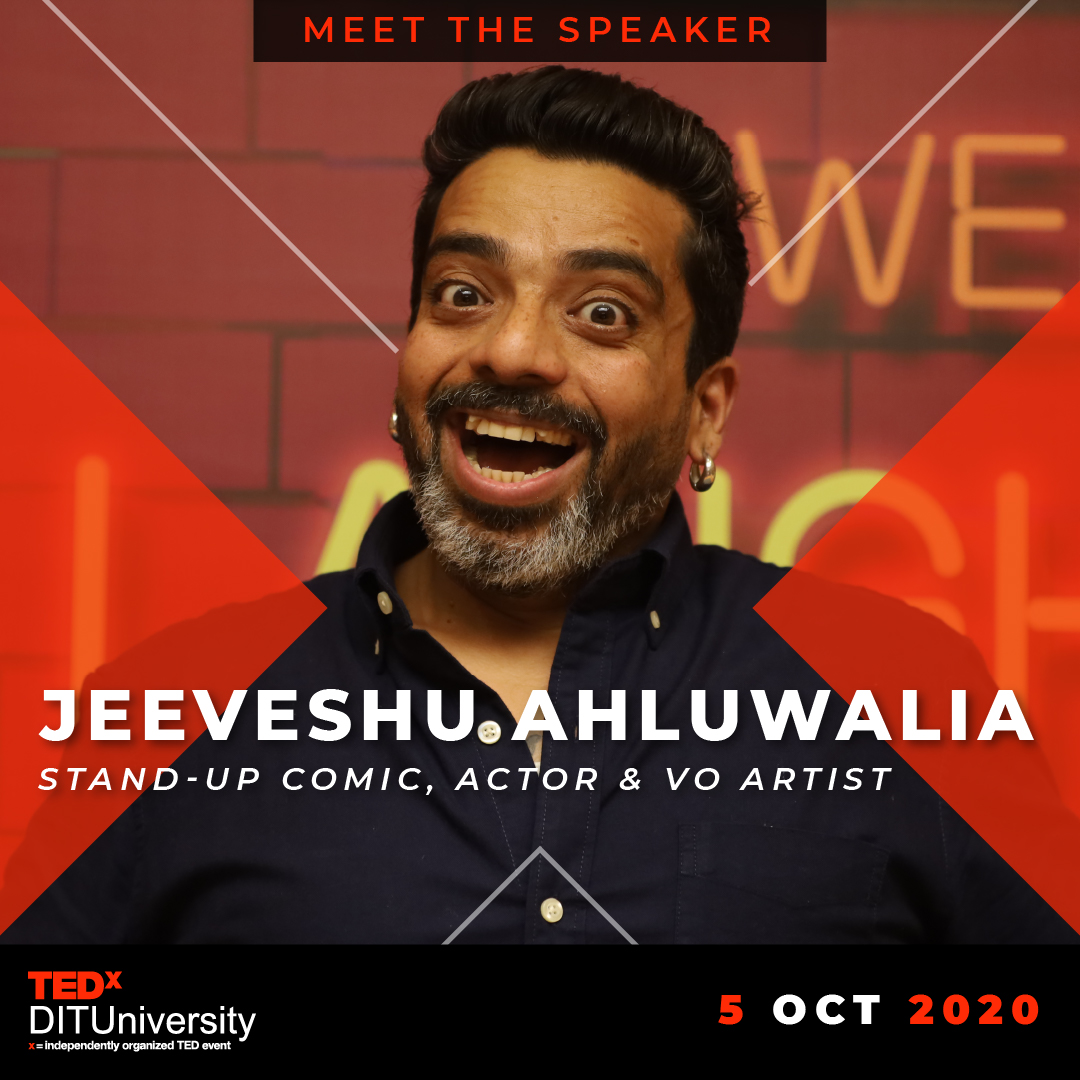 MEET THE SPEAKER
WE
JEEVESHU AHLUWALIA
STAND-UP COMIC, ACTOR & VO ARTIST
TEDx
DITUniversity
x = independently organized TED event
5 OCT 2020